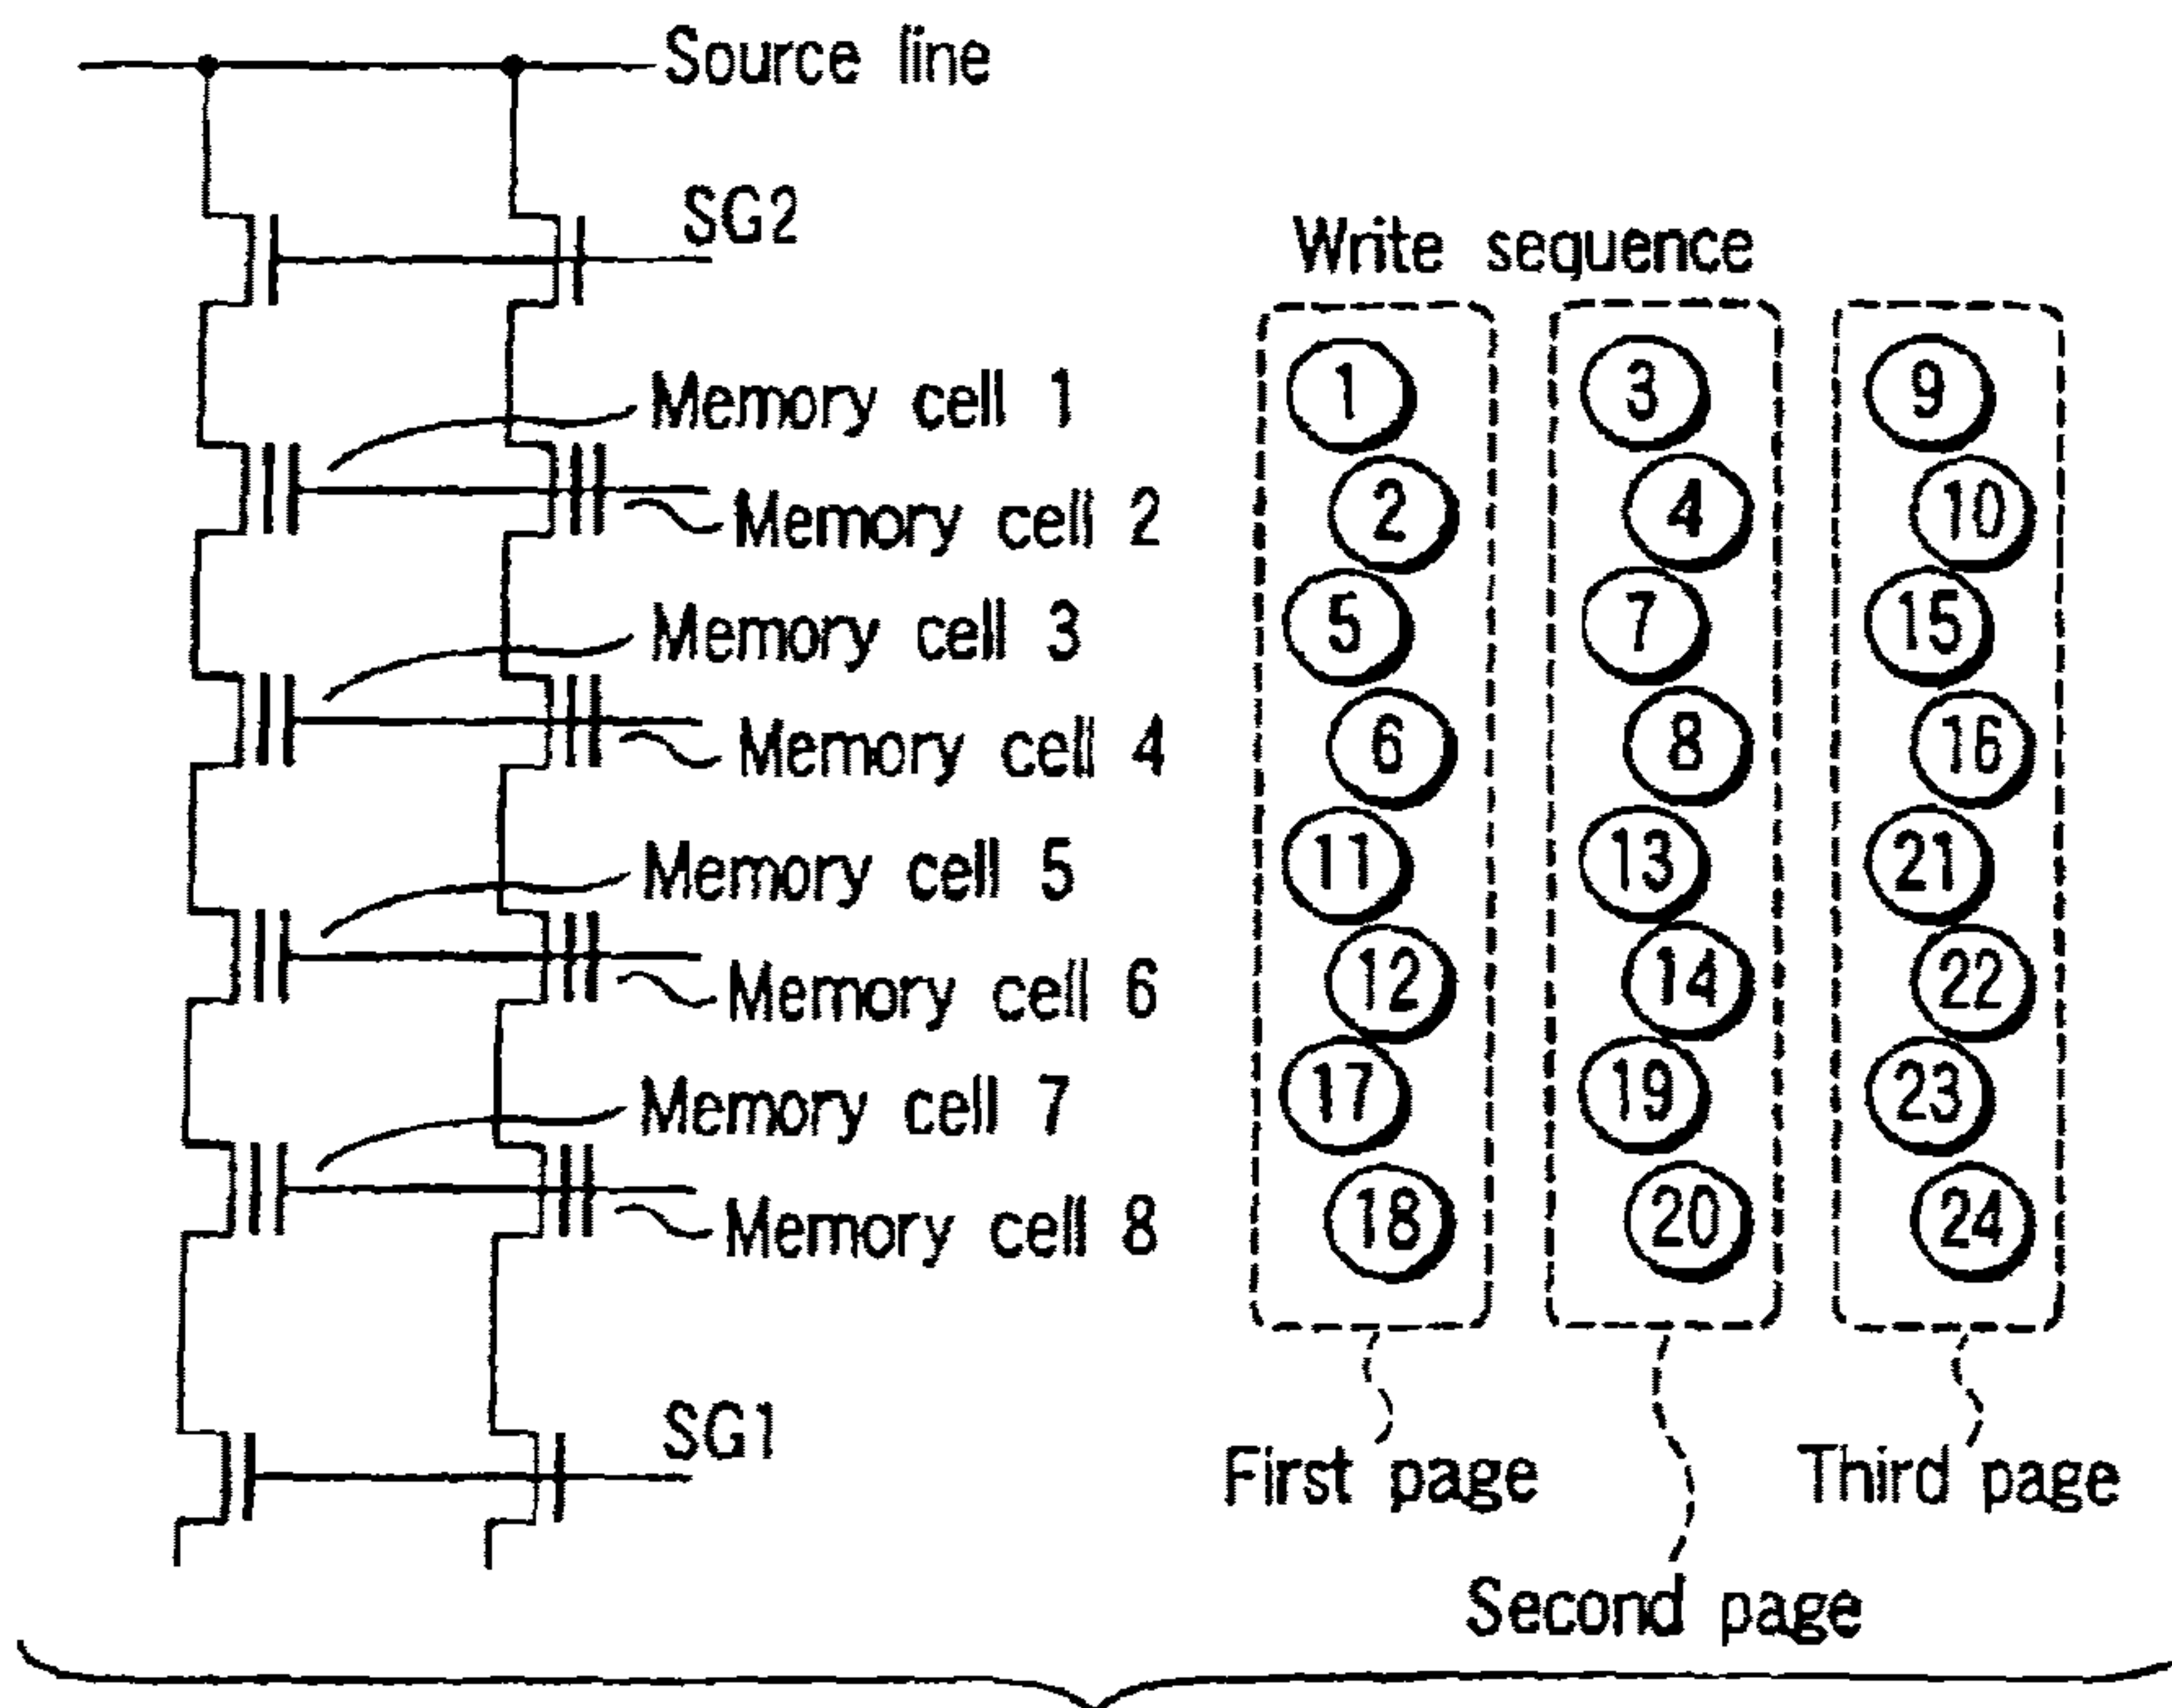 Source line
SG2
Write sequence
Memory cell 1
Memory cell 2
Memory cell 3
Memory cell 4
Memory cell 5
Memory cell 6
Memory cell 7
Memory cell 8
SG1
1 3 9
2 4 10
5 7 15
6 8 16
11 13 21
12 14 22
17 19 23
18 20 24
First page
Third page
Second page